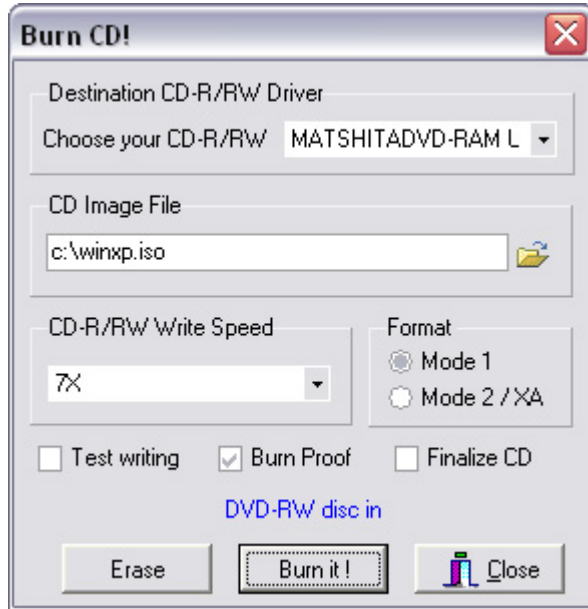 Burn CD!
Destination CD-R/RW Driver
Choose your CD-R/RW MATSHITADVD-RAM L
CD Image File
c:\winxp.iso
CD-R/RW Write Speed
7X
Format
Mode 1
Mode 2 / XA
Test writing Burn Proof Finalize CD
DVD-RW disc in
Erase Burn it ! Close